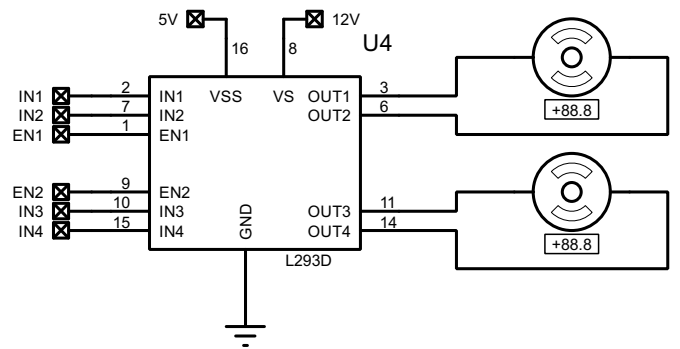 5V 12V
16 8 U4
IN1 2 IN1 VSS VS OUT1 3
IN2 7 IN2 OUT2 6
EN1 1 EN1
+88.8
EN2 9 EN2
IN3 10 IN3 OUT3 11
IN4 15 IN4 GND OUT4 14
+88.8
L293D